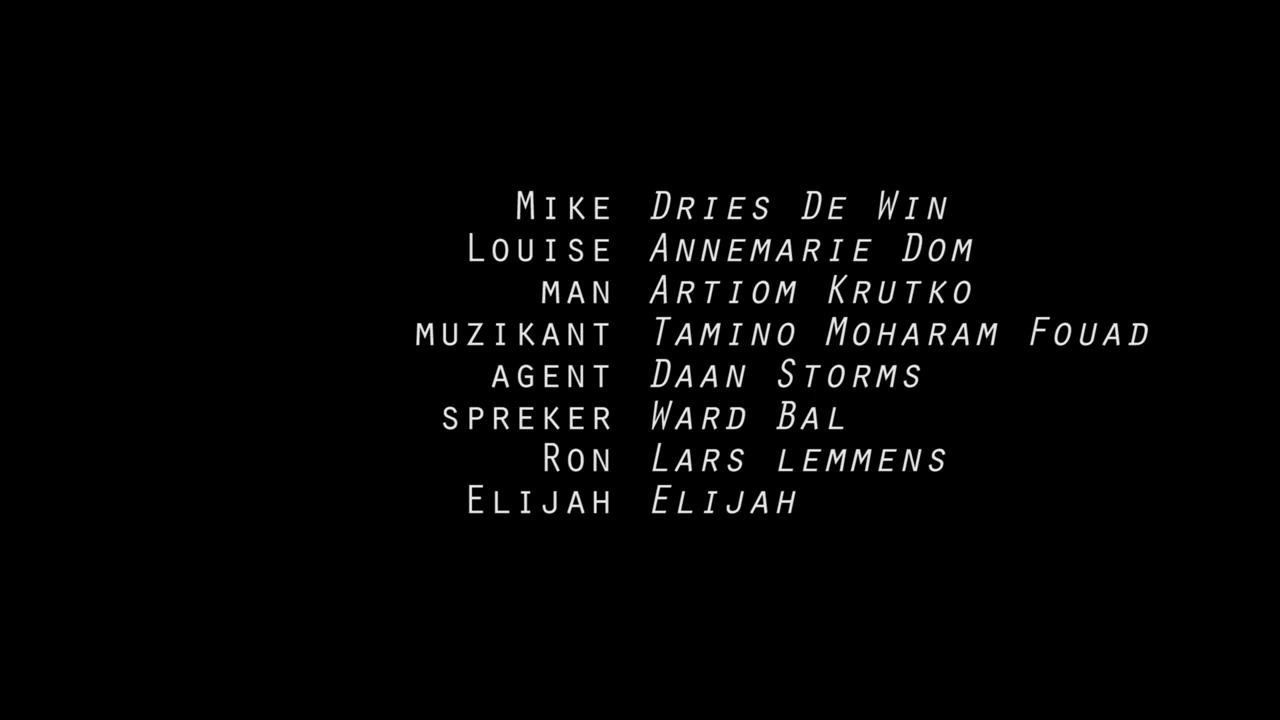 Mike Dries De Win
Louise Annemarie Dom
man Artiom Krutko
muzikant Tamino Moharam Fouad
agent Daan Storms
spreker Ward Bal
Ron Lars lemmens
Elijah Elijah